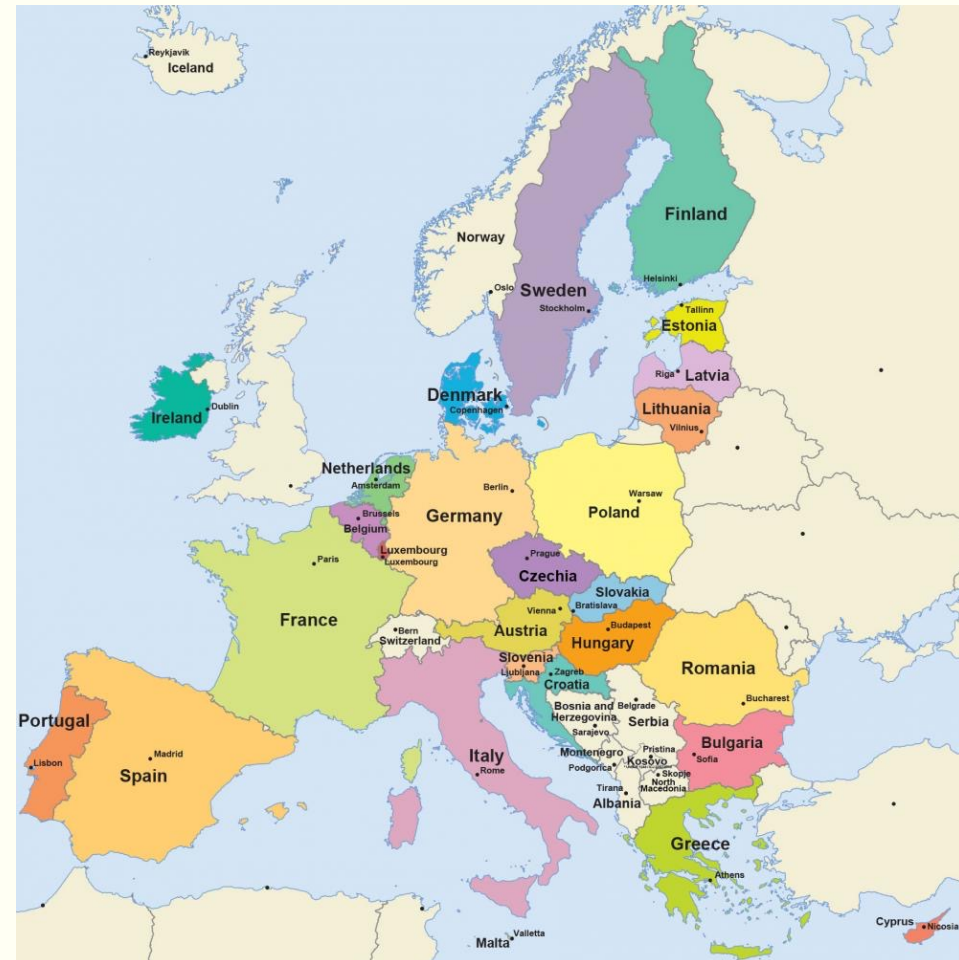 Reykjavik
Iceland
Finland
Norway
Helsinki
Oslo
Sweden
Stockholm
Tallinn
Estonia
Riga
Latvia
Denmark
Copenhagen
Lithuania
Vilnius
Dublin
Ireland
Netherlands
Amsterdam
Berlin
Warsaw
Poland
Brussels
Belgium
Germany
Luxembourg
Luxembourg
Paris
Prague
Czechia
Slovakia
Bratislava
Vienna
Austria
France
Bern
Switzerland
Budapest
Hungary
Slovenia
Ljubljana
Zagreb
Croatia
Romania
Bucharest
Bosnia and
Herzegovina
Sarajevo
Belgrade
Serbia
Portugal
Lisbon
Madrid
Spain
Italy
Rome
Montenegro
Podgorica
Pristina
Kosovo
Bulgaria
Sofia
Skopje
North
Macedonia
Tirana
Albania
Greece
Athens
Malta
Valletta
Cyprus
Nicosia